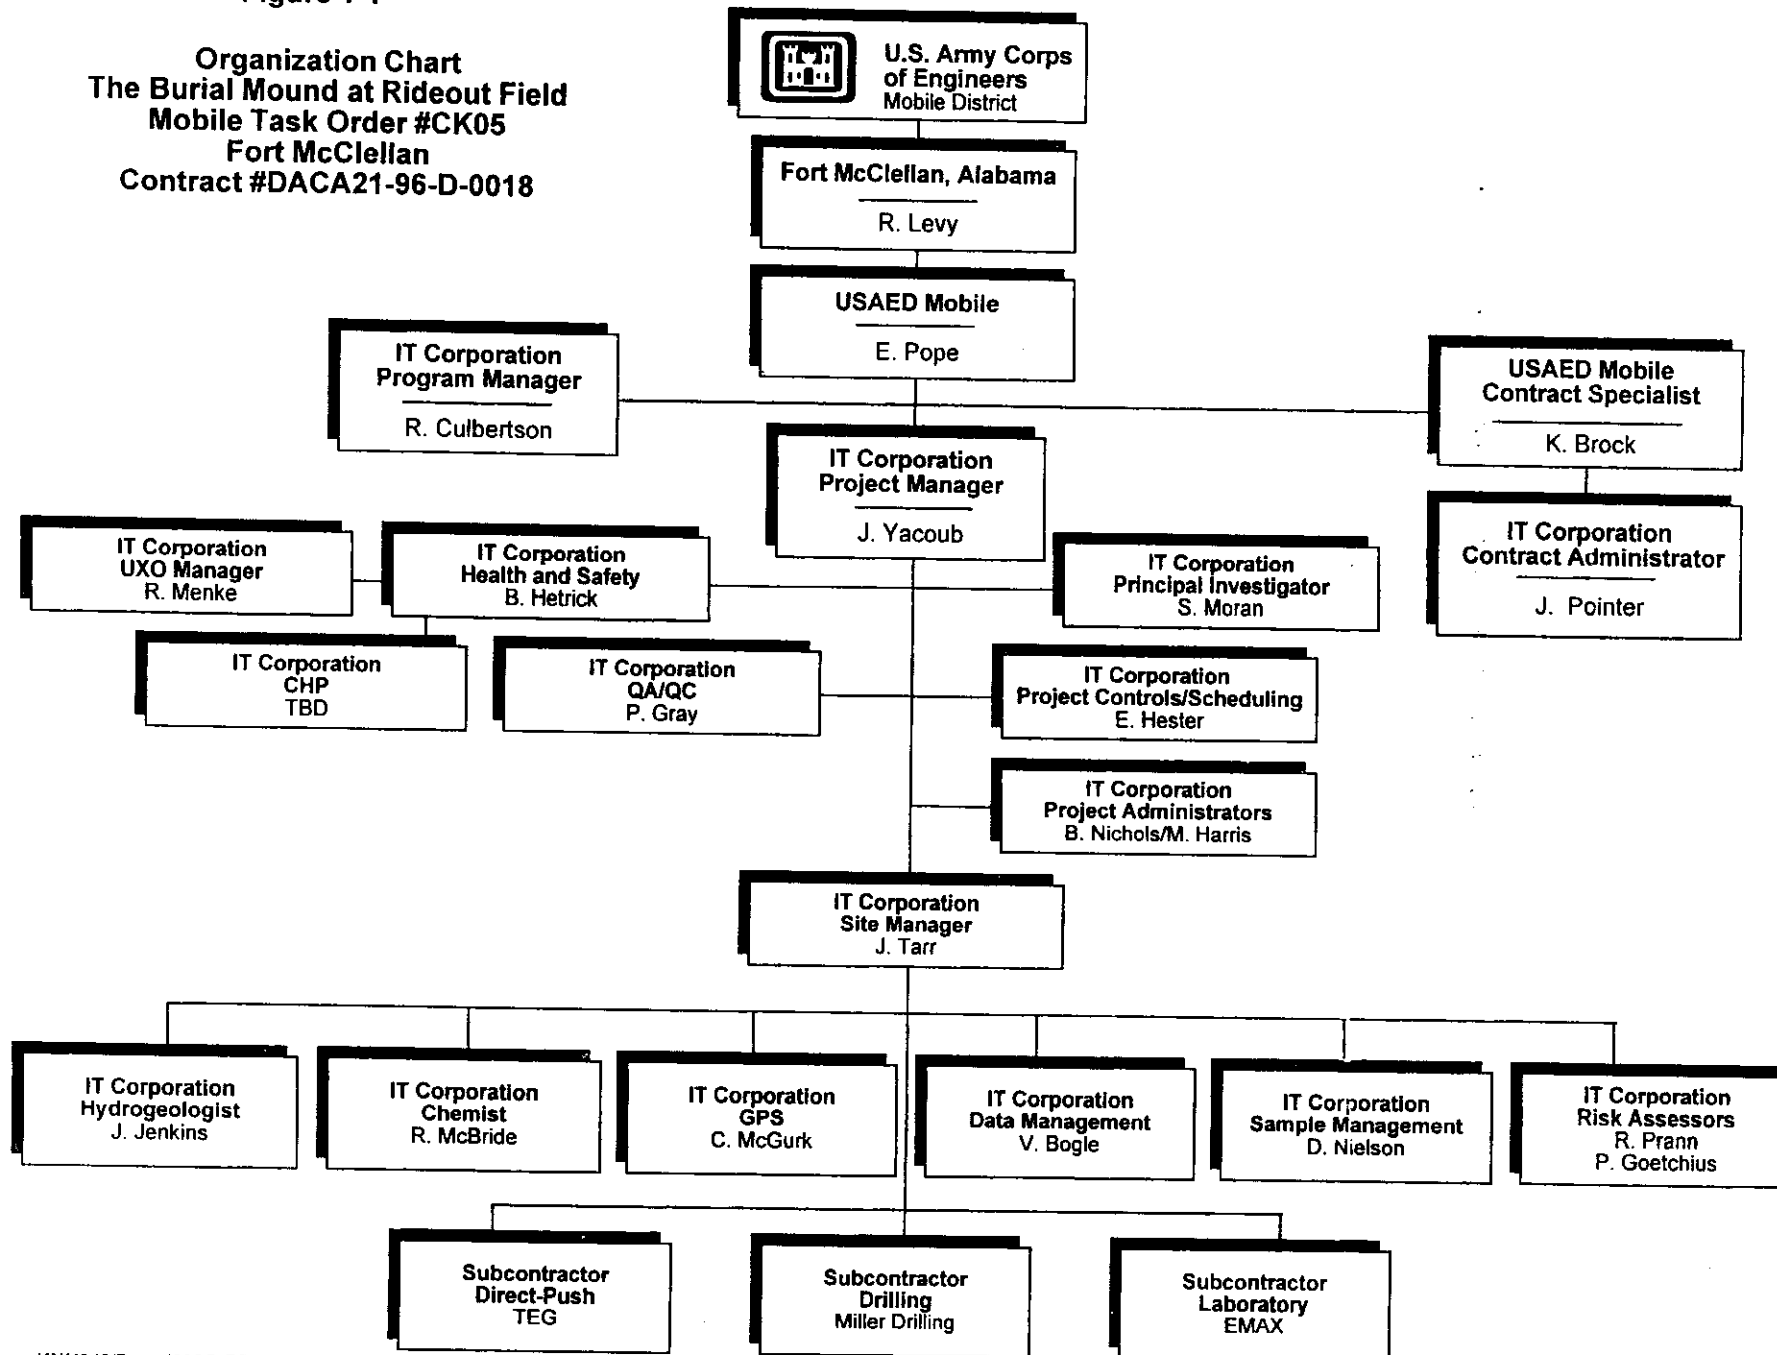 Organization Chart
The Burial Mound at Rideout Field
Mobile Task Order #CK05
Fort McClellan
Contract #DACA21-96-D-0018
U.S. Army Corps
of Engineers
Mobile District
Fort McClellan, Alabama
R. Levy
USAED Mobile
E. Pope
IT Corporation
Program Manager
R. Culbertson
USAED Mobile
Contract Specialist
K. Brock
IT Corporation
Project Manager
J. Yacoub
IT Corporation
Contract Administrator
J. Pointer
IT Corporation
UXO Manager
R. Menke
IT Corporation
Health and Safety
B. Hetrick
IT Corporation
Principal Investigator
S. Moran
IT Corporation
CHP
TBD
IT Corporation
QA/QC
P. Gray
IT Corporation
Project Controls/Scheduling
E. Hester
IT Corporation
Project Administrators
B. Nichols/M. Harris
IT Corporation
Site Manager
J. Tarr
IT Corporation
Hydrogeologist
J. Jenkins
IT Corporation
Chemist
R. McBride
IT Corporation
GPS
C. McGurk
IT Corporation
Data Management
V. Bogle
IT Corporation
Sample Management
D. Nielson
IT Corporation
Risk Assessors
R. Prann
P. Goetchius
Subcontractor
Direct-Push
TEG
Subcontractor
Drilling
Miller Drilling
Subcontractor
Laboratory
EMAX